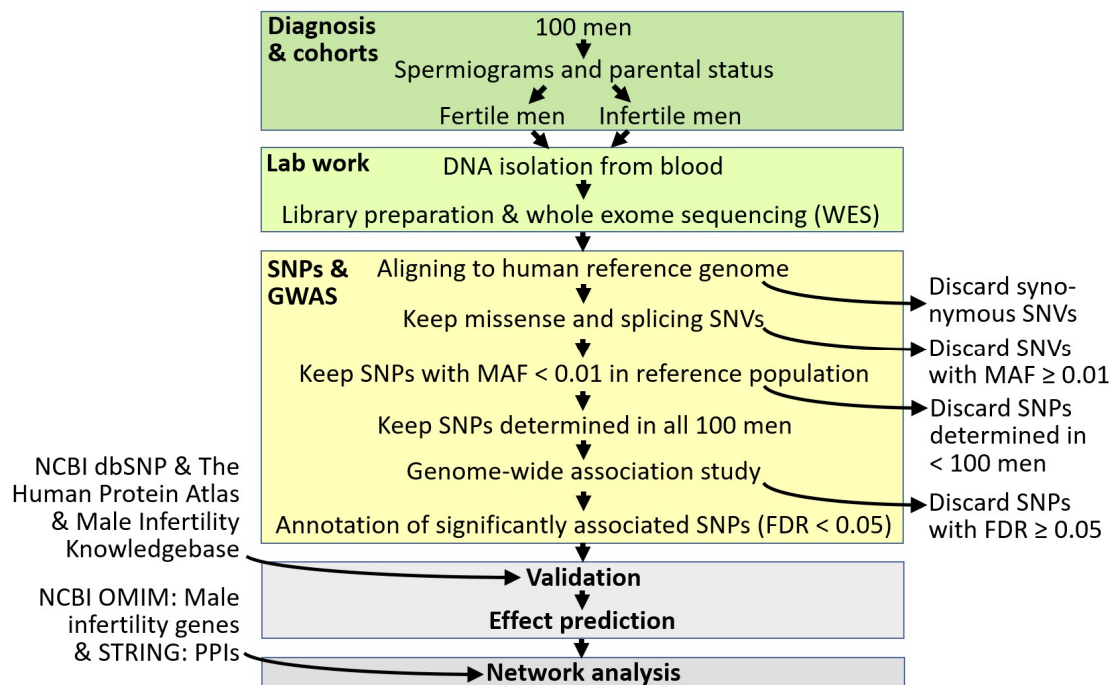 Diagnosis
& cohorts
100 men
Spermiograms and parental status
Fertile men
Infertile men
Lab work
DNA isolation from blood
Library preparation & whole exome sequencing (WES)
SNPs &
GWAS
Aligning to human reference genome
Discard syno-
nymous SNVs
Keep missense and splicing SNVs
Discard SNVs
with MAF ≥ 0.01
Keep SNPs with MAF < 0.01 in reference population
Discard SNPs
determined in
< 100 men
Keep SNPs determined in all 100 men
Genome-wide association study
Discard SNPs
with FDR ≥ 0.05
Annotation of significantly associated SNPs (FDR < 0.05)
NCBI dbSNP & The
Human Protein Atlas
& Male Infertility
Knowledgebase
Validation
Effect prediction
NCBI OMIM: Male
infertility genes
& STRING: PPIs
Network analysis